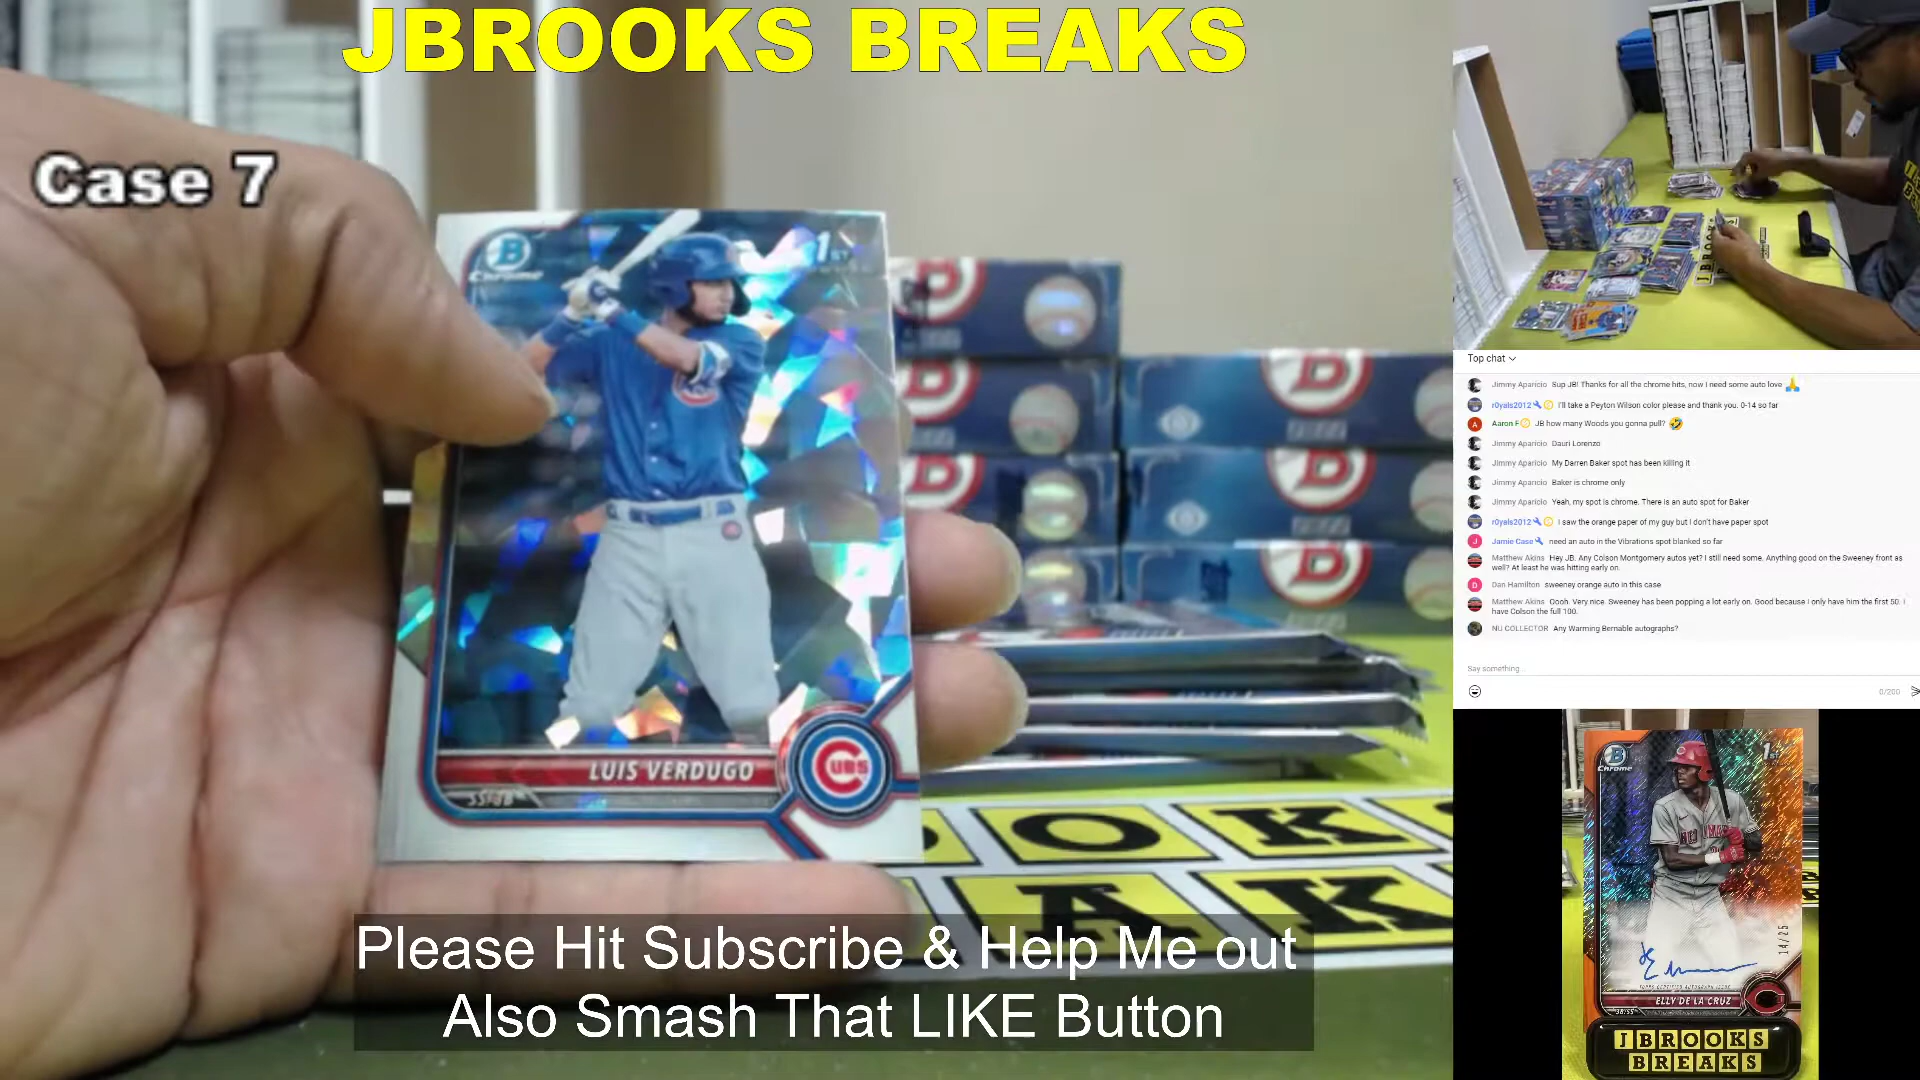 JBROOKS BREAKS
Case 7
B
Chrome
1ST
LUIS VERDUGO
SS-3B
CUBS
Please Hit Subscribe & Help Me out
Also Smash That LIKE Button
Top chat
Jimmy Aparicio Sup JB! Thanks for all the chrome hits, now I need some auto love 🙏
r0yals2012 I'll take a Peyton Wilson color please and thank you. 0-14 so far
Aaron F JB how many Woods you gonna pull? 🤣
Jimmy Aparicio Dauri Lorenzo
Jimmy Aparicio My Darren Baker spot has been killing it
Jimmy Aparicio Baker is chrome only
Jimmy Aparicio Yeah, my spot is chrome. There is an auto spot for Baker
r0yals2012 I saw the orange paper of my guy but I don't have paper spot
Jamie Case need an auto in the Vibrations spot blanked so far
Matthew Akins Hey JB. Any Colson Montgomery autos yet? I still need some. Anything good on the Sweeney front as
well? At least he was hitting early on.
Dan Hamilton sweeney orange auto in this case
Matthew Akins Oooh. Very nice. Sweeney has been popping a lot early on. Good because I only have him the first 50. I
have Colson the full 100.
NU COLLECTOR Any Warming Bernable autographs?
Say something...
0/200
B
Chrome
1ST
14/25
ELLY DE LA CRUZ
3B/SS
JBROOKS
BREAKS